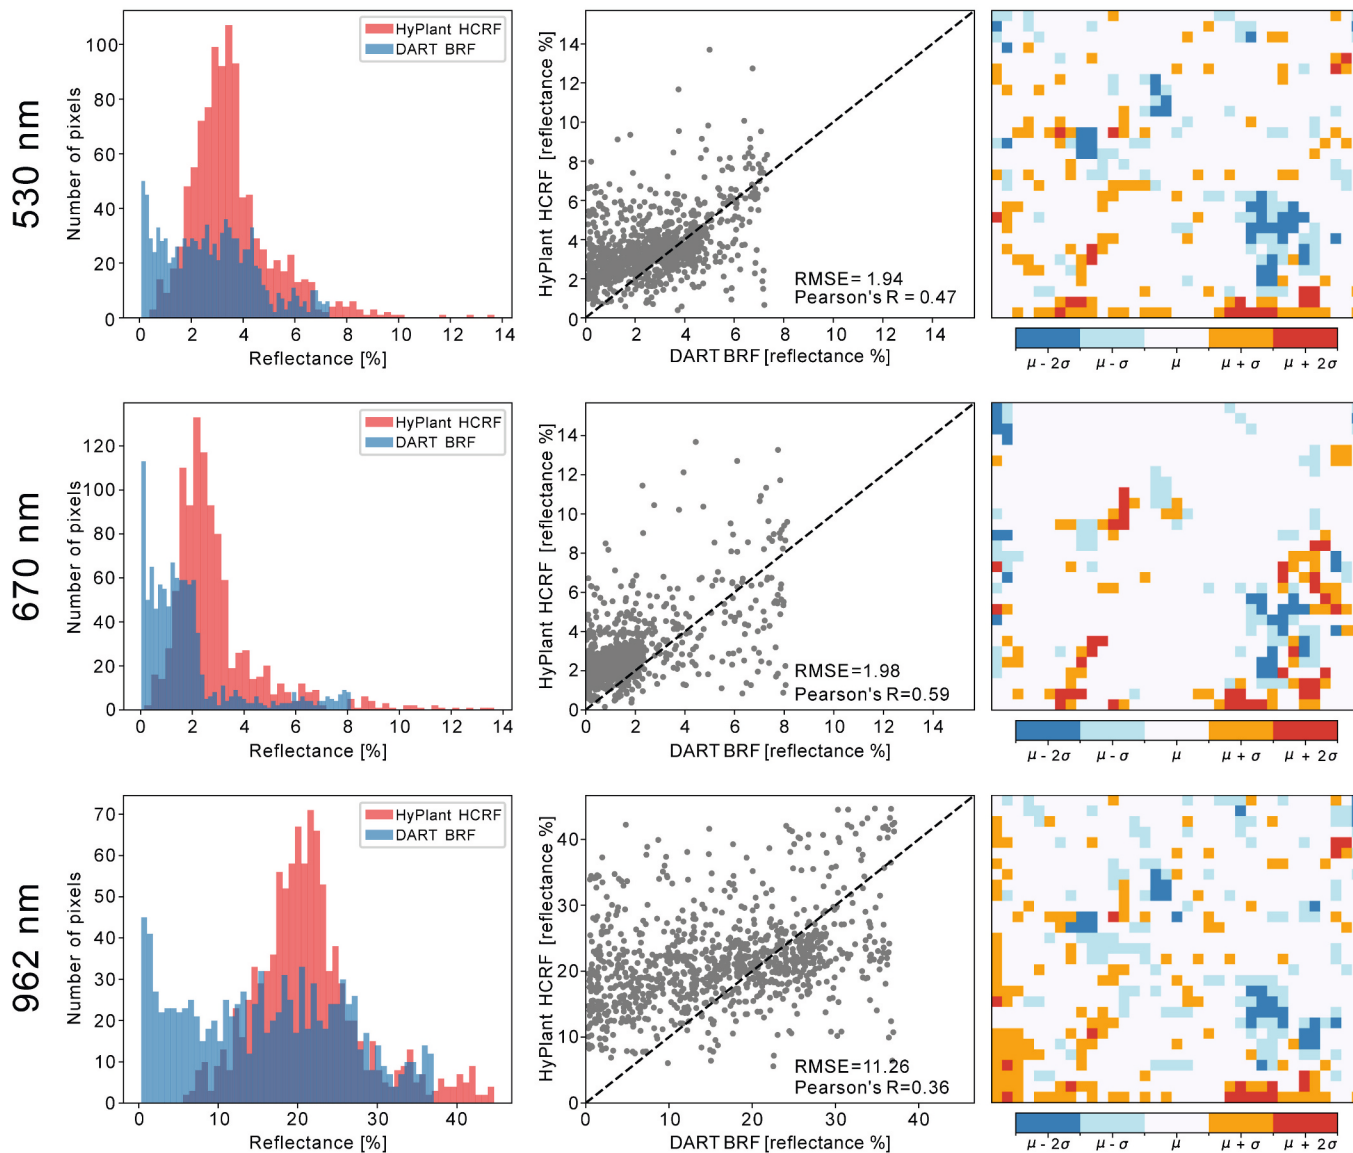 530 nm
Number of pixels
100
80
60
40
20
0
HyPlant HCRF
DART BRF
0 2 4 6 8 10 12 14
Reflectance [%]
HyPlant HCRF [reflectance %]
14
12
10
8
6
4
2
0
RMSE= 1.94
Pearson's R = 0.47
0 2 4 6 8 10 12 14
DART BRF [reflectance %]
μ - 2σ μ - σ μ μ + σ μ + 2σ
670 nm
Number of pixels
120
100
80
60
40
20
0
HyPlant HCRF
DART BRF
0 2 4 6 8 10 12 14
Reflectance [%]
HyPlant HCRF [reflectance %]
14
12
10
8
6
4
2
0
RMSE=1.98
Pearson's R=0.59
0 2 4 6 8 10 12 14
DART BRF [reflectance %]
μ - 2σ μ - σ μ μ + σ μ + 2σ
962 nm
Number of pixels
70
60
50
40
30
20
10
0
HyPlant HCRF
DART BRF
0 10 20 30 40
Reflectance [%]
HyPlant HCRF [reflectance %]
40
30
20
10
0
RMSE=11.26
Pearson's R=0.36
0 10 20 30 40
DART BRF [reflectance %]
μ - 2σ μ - σ μ μ + σ μ + 2σ